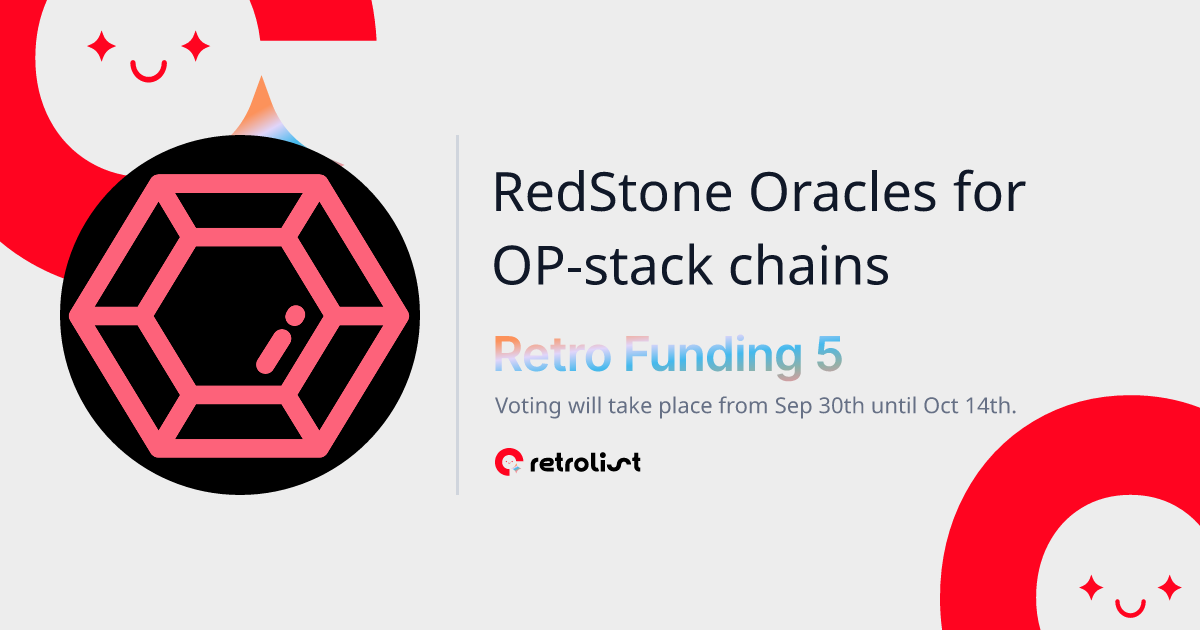 RedStone Oracles for
OP-stack chains
Retro Funding 5
Voting will take place from Sep 30th until Oct 14th.
retrolist